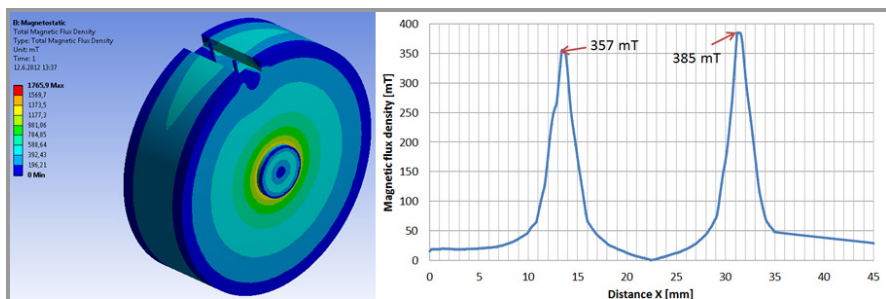 B: Magnetostatic
Total Magnetic Flux Density
Type: Total Magnetic Flux Density
Unit: mT
Time: 1
12.6.2012 13:37
1765,9 Max
1569,7
1373,5
1177,3
981,06
784,85
588,64
392,43
196,21
0 Min
Magnetic flux density [mT]
400
350
300
250
200
150
100
50
0
357 mT
385 mT
0 5 10 15 20 25 30 35 40 45
Distance X [mm]